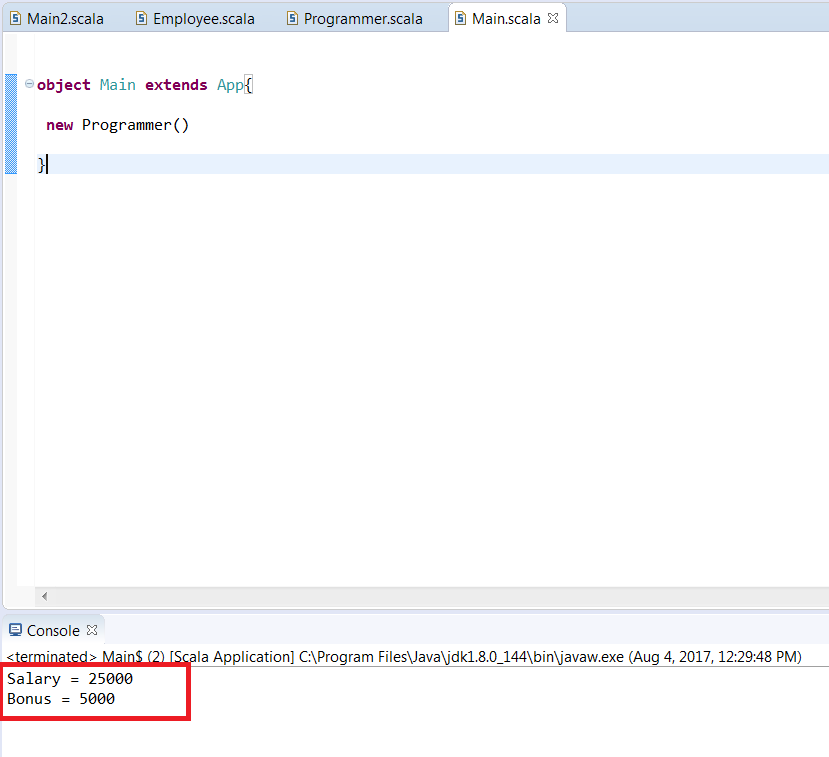 Main2.scala Employee.scala Programmer.scala Main.scala
object Main extends App{
new Programmer()
}
Console
<terminated> Main$ (2) [Scala Application] C:\Program Files\Java\jdk1.8.0_144\bin\javaw.exe (Aug 4, 2017, 12:29:48 PM)
Salary = 25000
Bonus = 5000